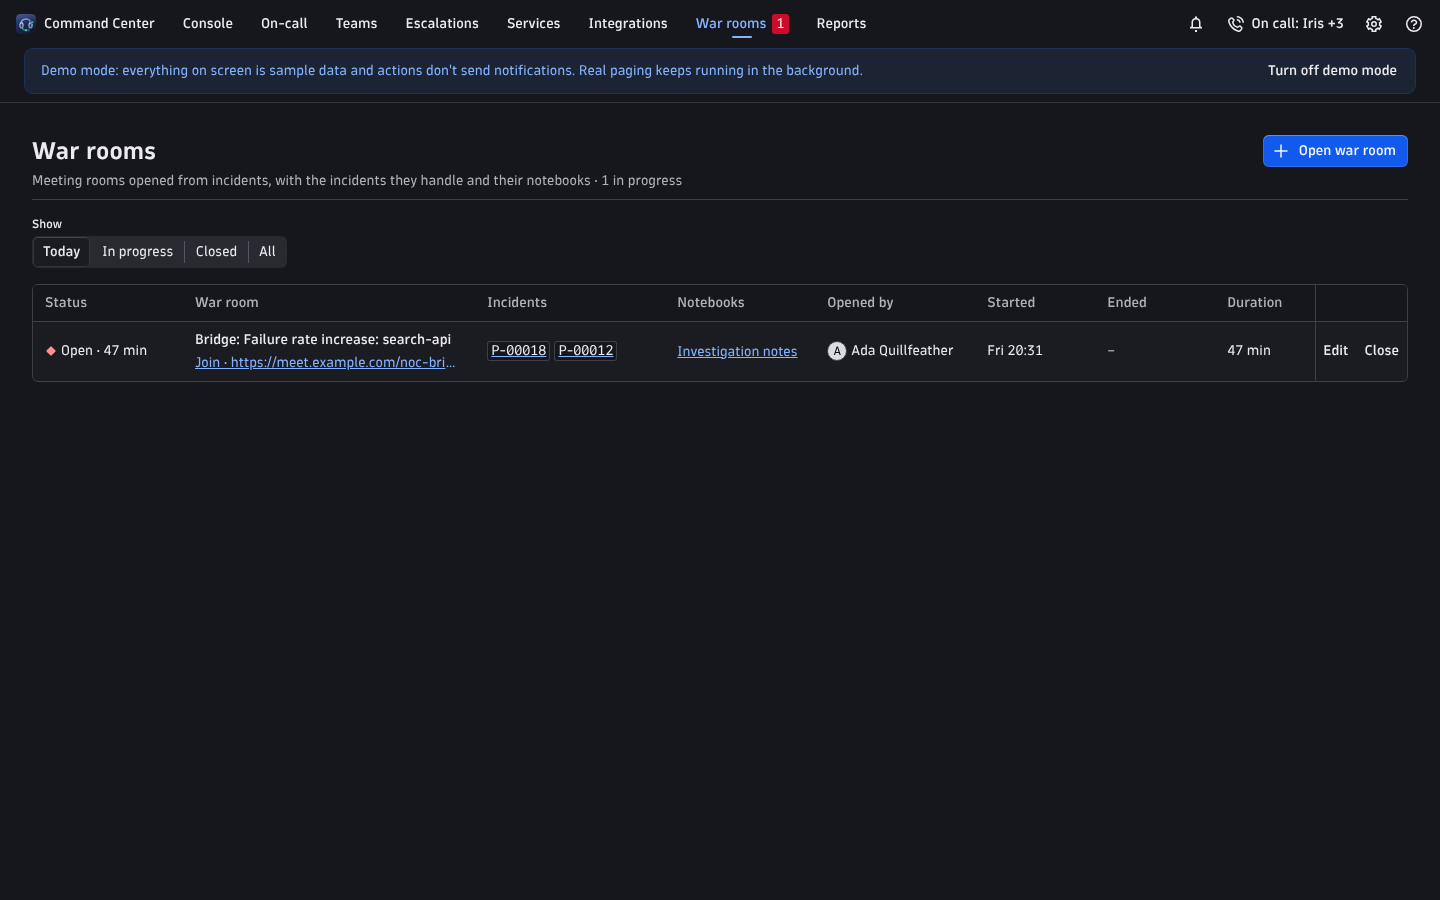 Command Center Console On-call Teams Escalations Services Integrations War rooms 1 Reports On call: Iris +3
Demo mode: everything on screen is sample data and actions don't send notifications. Real paging keeps running in the background. Turn off demo mode
War rooms
Open war room
Meeting rooms opened from incidents, with the incidents they handle and their notebooks · 1 in progress
Show
Today In progress Closed All
Status War room Incidents Notebooks Opened by Started Ended Duration
Open · 47 min Bridge: Failure rate increase: search-api P-00018 P-00012 Investigation notes A Ada Quillfeather Fri 20:31 – 47 min Edit Close
Join · https://meet.example.com/noc-bri…